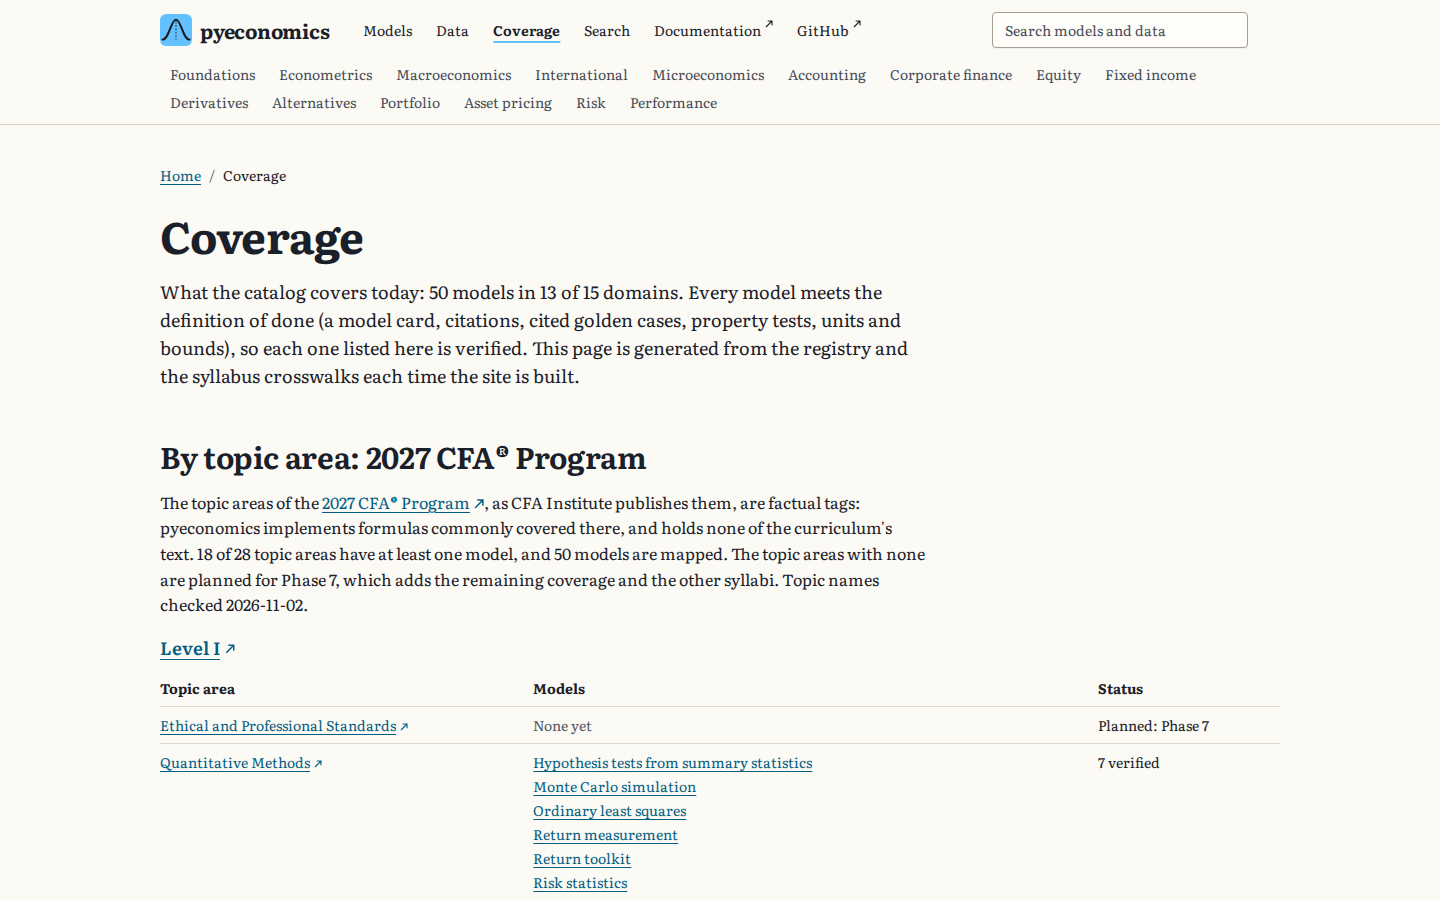 pyeconomics Models Data Coverage Search Documentation ↗ GitHub ↗ Search models and data
Foundations Econometrics Macroeconomics International Microeconomics Accounting Corporate finance Equity Fixed income
Derivatives Alternatives Portfolio Asset pricing Risk Performance
Home / Coverage
Coverage
What the catalog covers today: 50 models in 13 of 15 domains. Every model meets the
definition of done (a model card, citations, cited golden cases, property tests, units and
bounds), so each one listed here is verified. This page is generated from the registry and
the syllabus crosswalks each time the site is built.
By topic area: 2027 CFA® Program
The topic areas of the 2027 CFA® Program ↗, as CFA Institute publishes them, are factual tags:
pyeconomics implements formulas commonly covered there, and holds none of the curriculum's
text. 18 of 28 topic areas have at least one model, and 50 models are mapped. The topic areas with none
are planned for Phase 7, which adds the remaining coverage and the other syllabi. Topic names
checked 2026-11-02.
Level I ↗
Topic area Models Status
Ethical and Professional Standards ↗ None yet Planned: Phase 7
Quantitative Methods ↗ Hypothesis tests from summary statistics 7 verified
Monte Carlo simulation
Ordinary least squares
Return measurement
Return toolkit
Risk statistics